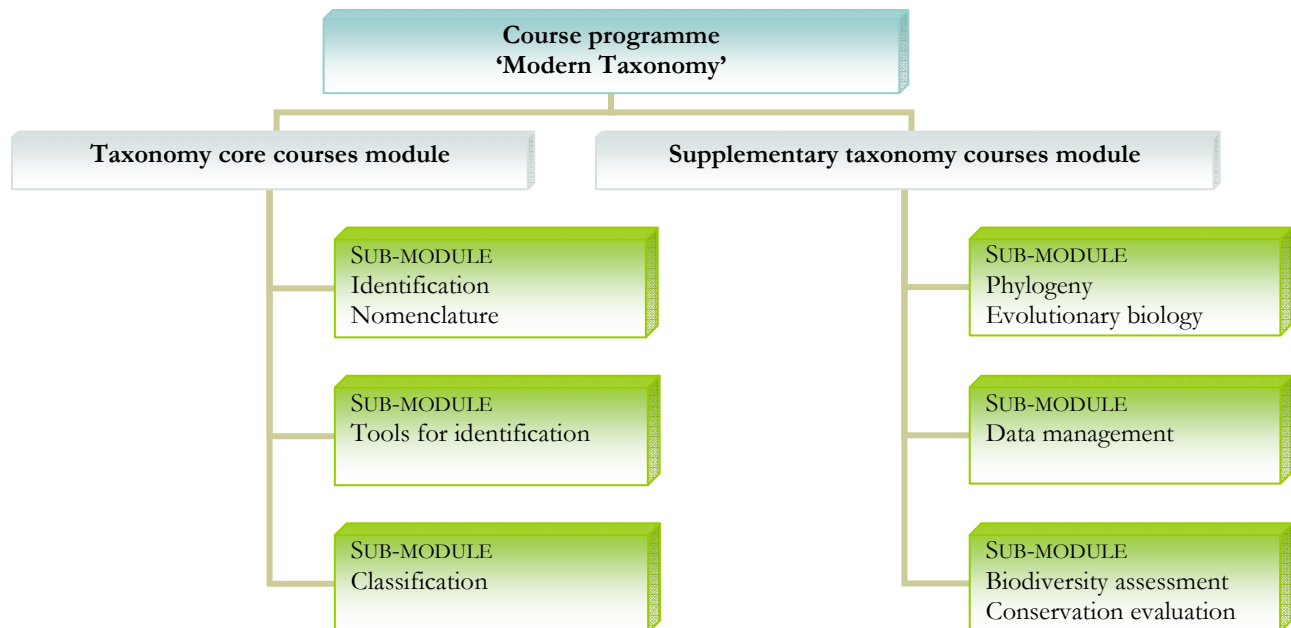 Course programme
‘Modern Taxonomy’
Taxonomy core courses module
Supplementary taxonomy courses module
SUB-MODULE
Identification
Nomenclature
SUB-MODULE
Tools for identification
SUB-MODULE
Classification
SUB-MODULE
Phylogeny
Evolutionary biology
SUB-MODULE
Data management
SUB-MODULE
Biodiversity assessment
Conservation evaluation